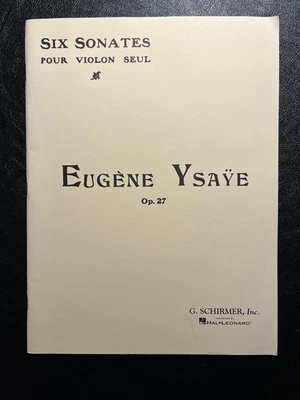 SIX SONATES
POUR VIOLON SEUL
EUGÈNE YSAŸE
Op. 27
G. SCHIRMER, Inc.
HAL•LEONARD®